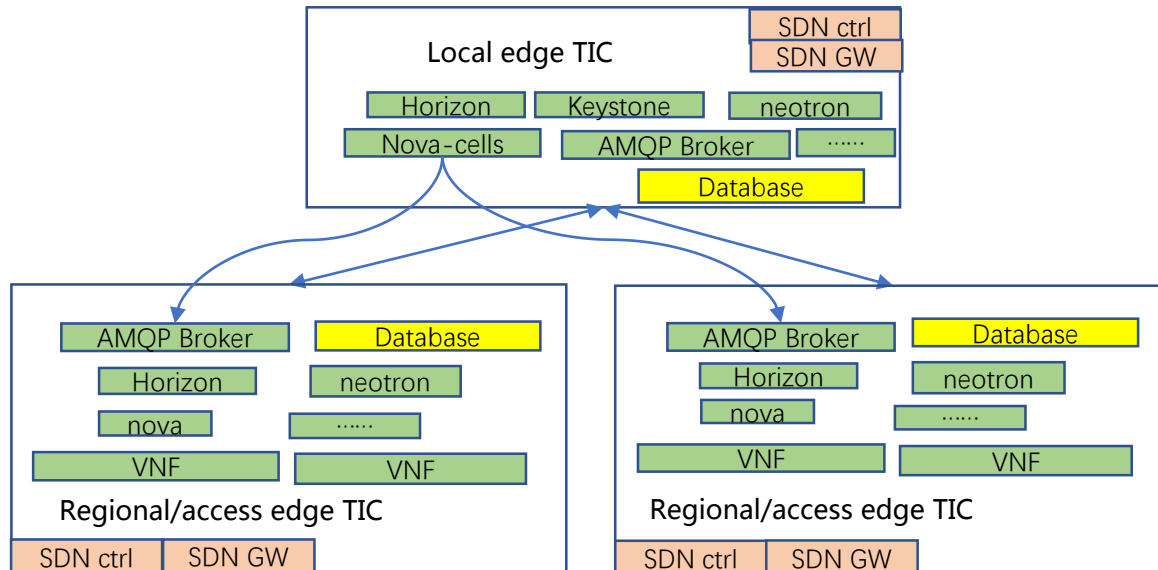 SDN ctrl
Local edge TIC
SDN GW
Horizon
Keystone
neotron
Nova-cells
AMQP Broker
……
Database
AMQP Broker
Database
Horizon
neotron
nova
……
VNF
VNF
Regional/access edge TIC
SDN ctrl
SDN GW
AMQP Broker
Database
Horizon
neotron
nova
……
VNF
VNF
Regional/access edge TIC
SDN ctrl
SDN GW